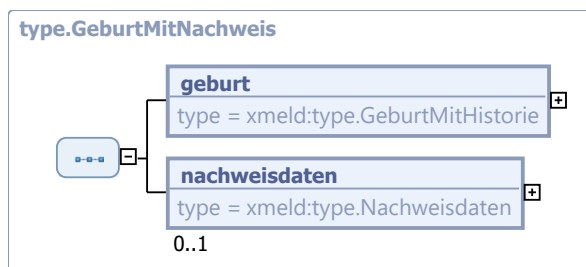 type.GeburtMitNachweis
geburt
type = xmeld:type.GeburtMitHistorie
nachweisdaten
type = xmeld:type.Nachweisdaten
0..1